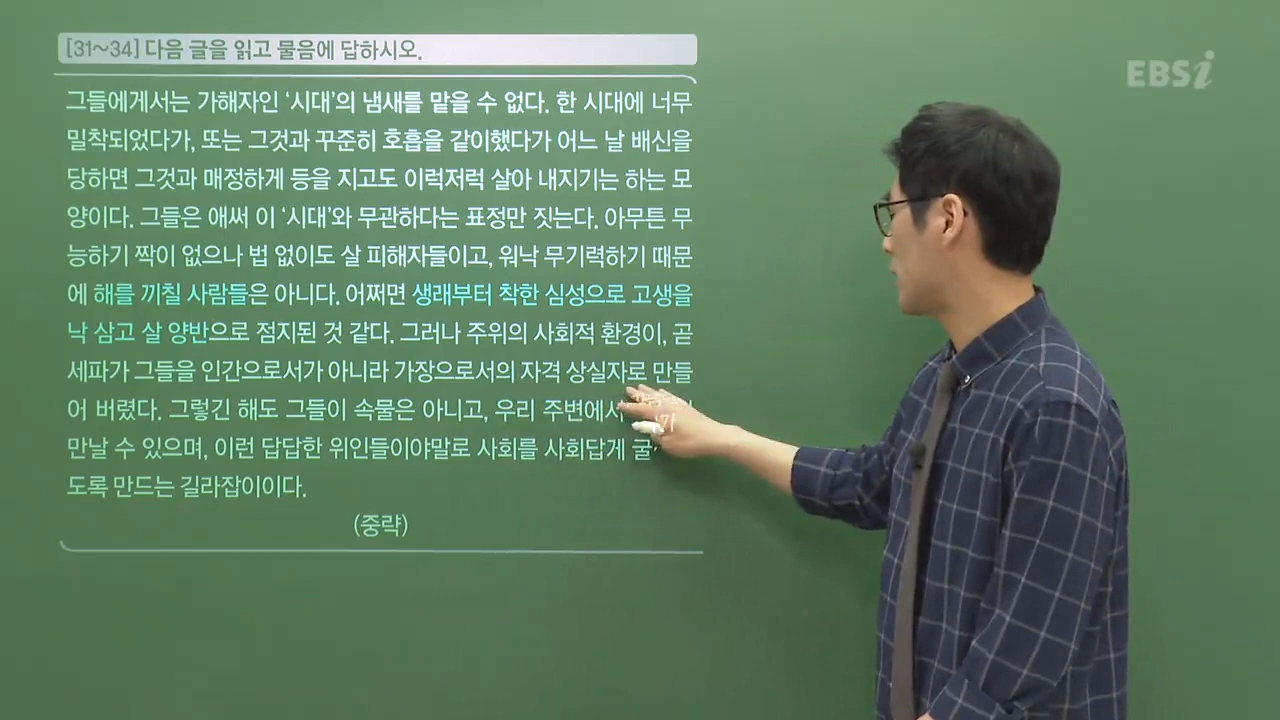 [31~34] 다음 글을 읽고 물음에 답하시오.
EBSi
그들에게서는 가해자인 ‘시대’의 냄새를 맡을 수 없다. 한 시대에 너무
밀착되었다가, 또는 그것과 꾸준히 호흡을 같이했다가 어느 날 배신을
당하면 그것과 매정하게 등을 지고도 이럭저럭 살아 내지기는 하는 모
양이다. 그들은 애써 이 ‘시대’와 무관하다는 표정만 짓는다. 아무튼 무
능하기 짝이 없으나 법 없이도 살 피해자들이고, 워낙 무기력하기 때문
에 해를 끼칠 사람들은 아니다. 어쩌면 생래부터 착한 심성으로 고생을
낙 삼고 살 양반으로 점지된 것 같다. 그러나 주위의 사회적 환경이, 곧
세파가 그들을 인간으로서가 아니라 가장으로서의 자격 상실자로 만들
어 버렸다. 그렇긴 해도 그들이 속물은 아니고, 우리 주변에서
만날 수 있으며, 이런 답답한 위인들이야말로 사회를 사회답게 굴
도록 만드는 길라잡이이다.
(중략)